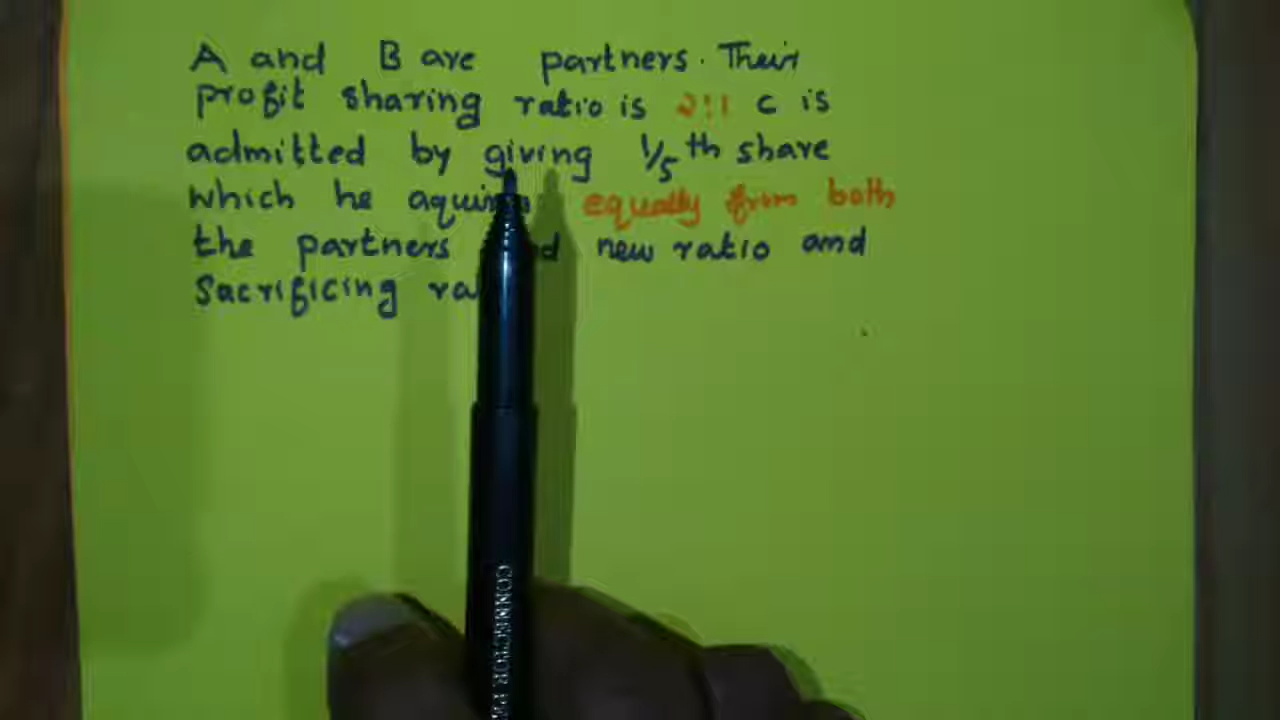 A and B are partners. Their
profit sharing ratio is 2:1 c is
admitted by giving 1/5 th share
which he equally from both
the partners new ratio and
Sacrificing
CONNECTOR